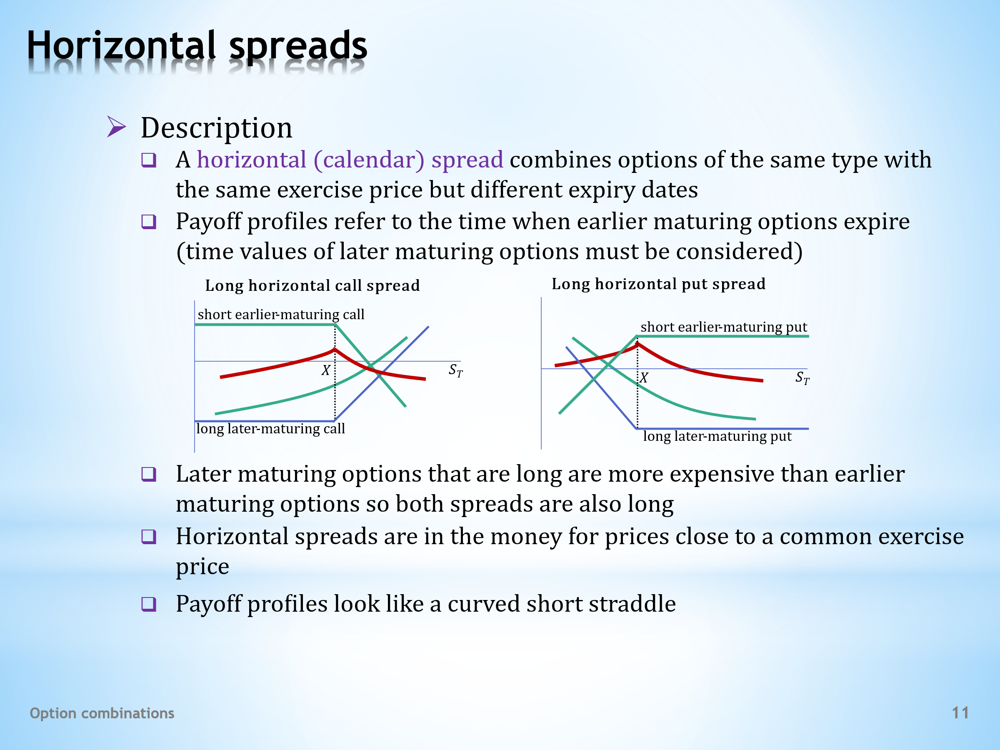 Horizontal spreads
Description
A horizontal (calendar) spread combines options of the same type with
the same exercise price but different expiry dates
Payoff profiles refer to the time when earlier maturing options expire
(time values of later maturing options must be considered)
Long horizontal call spread
short earlier-maturing call
X
S_T
long later-maturing call
Long horizontal put spread
short earlier-maturing put
X
S_T
long later-maturing put
Later maturing options that are long are more expensive than earlier
maturing options so both spreads are also long
Horizontal spreads are in the money for prices close to a common exercise
price
Payoff profiles look like a curved short straddle
Option combinations
11